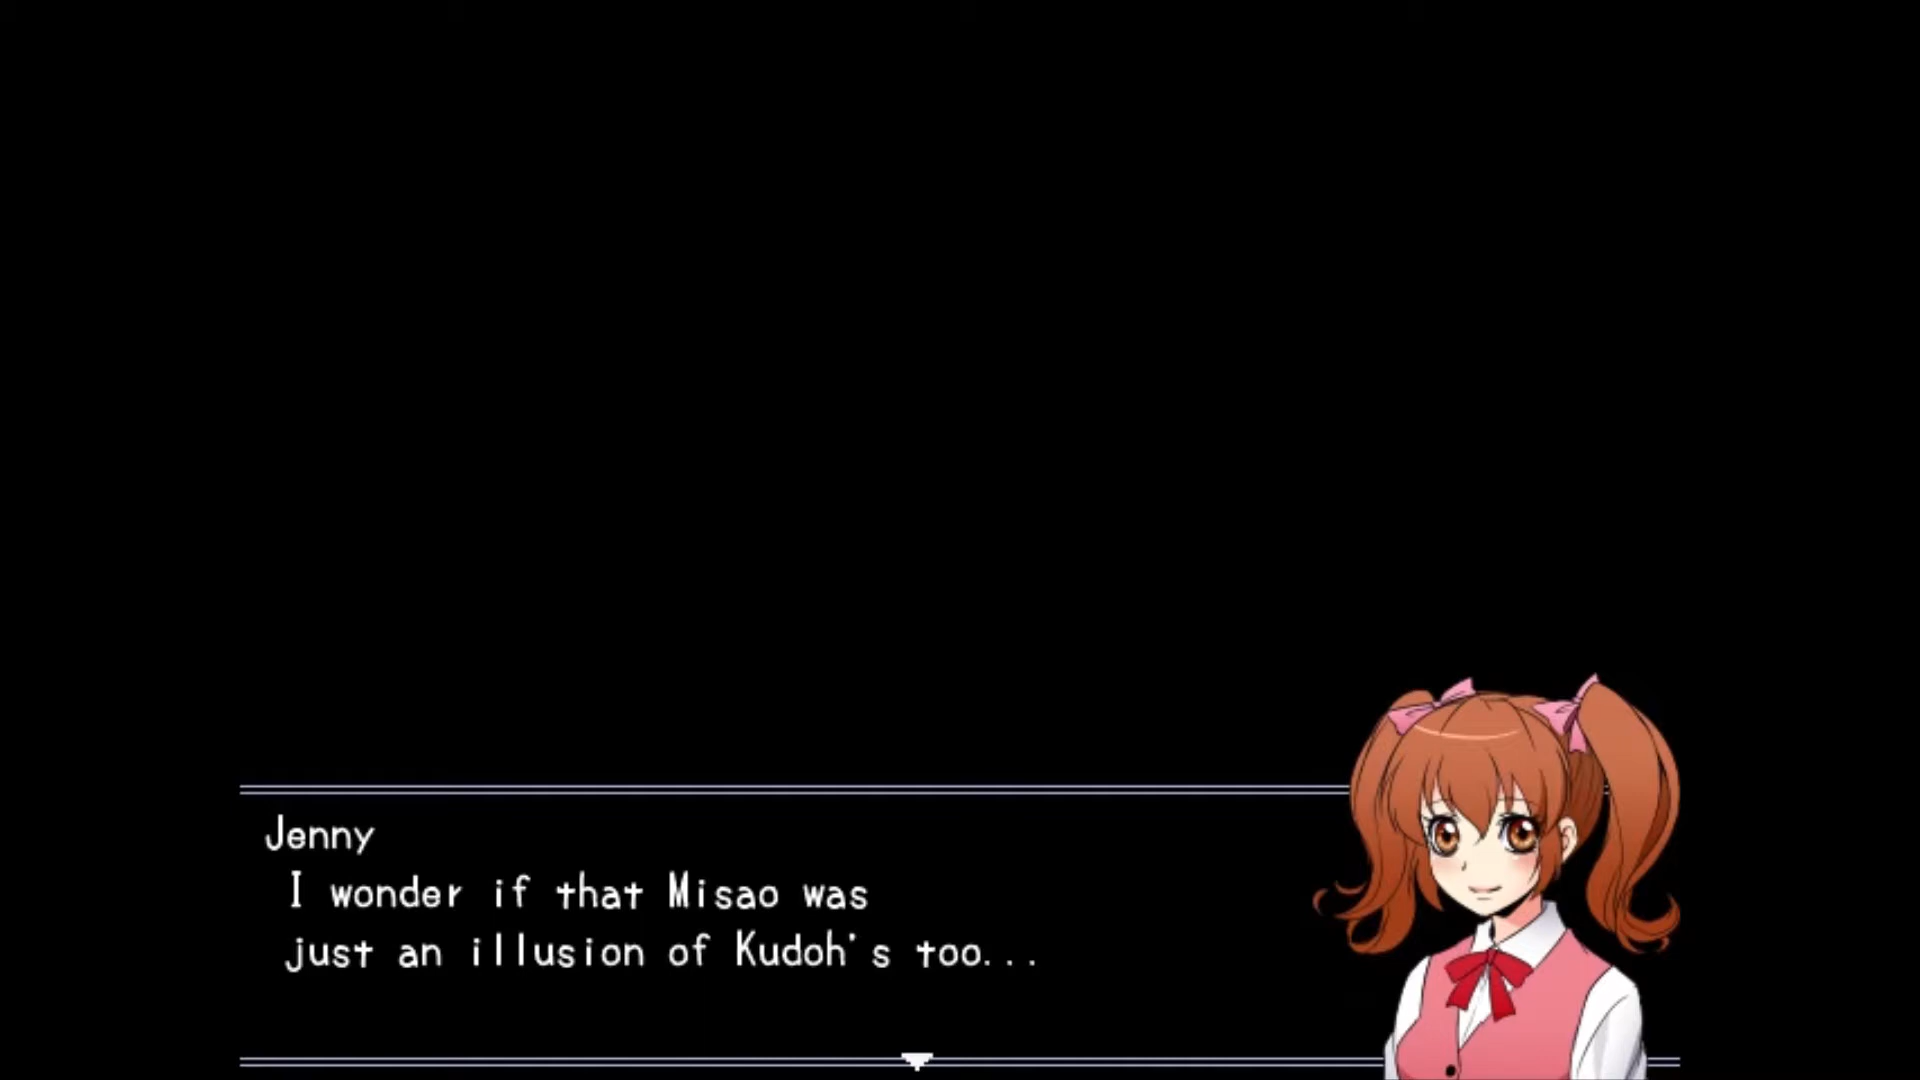 Jenny
I wonder if that Misao was
just an illusion of Kudoh's too...